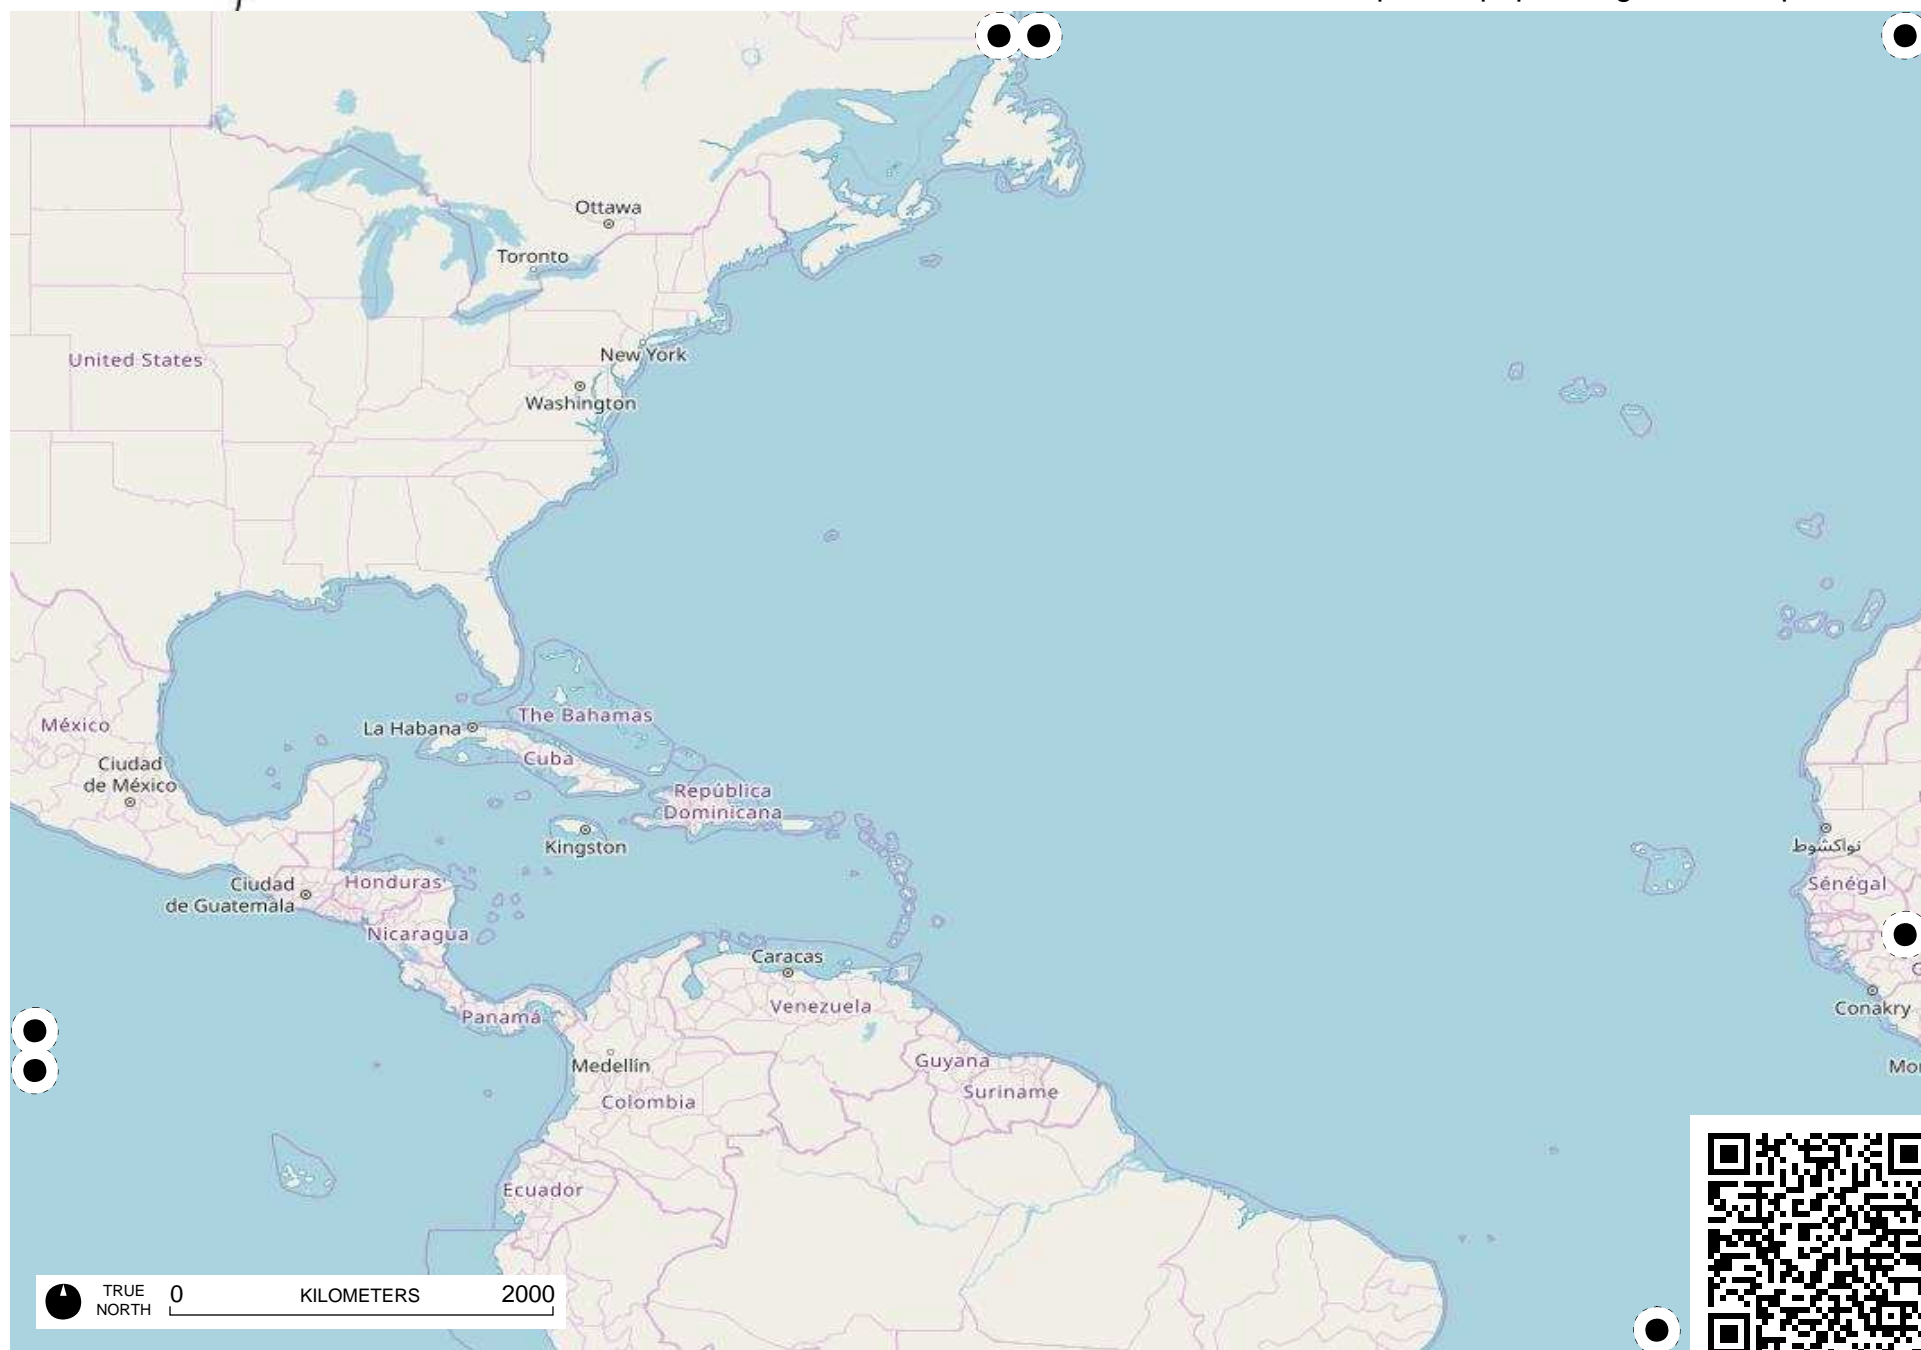 Ottawa
Toronto
New York
United States
Washington
The Bahamas
México
La Habana
Cuba
Ciudad
de México
República
Dominicana
Kingston
نواكشوط
Ciudad
de Guatemala
Honduras
Sénégal
Nicaragua
Caracas
Venezuela
Conakry
Panamá
Medellín
Guyana
Suriname
Colombia
Ecuador
TRUE
NORTH
0
KILOMETERS
2000